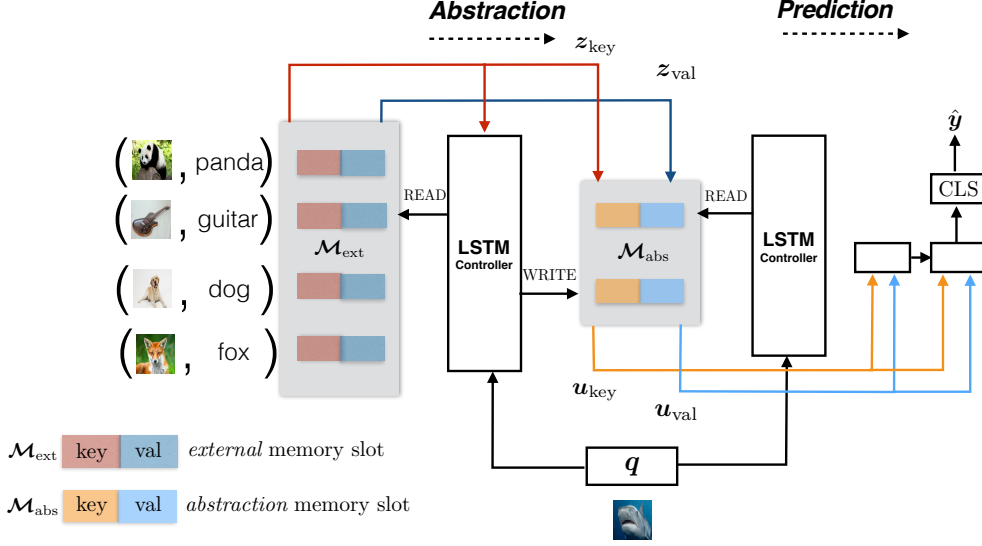 Abstraction
Prediction
z_key
z_val
(, panda)
(, guitar)
(, dog)
(, fox)
M_ext
READ
LSTM
Controller
WRITE
M_abs
READ
LSTM
Controller
ŷ
CLS
u_key
u_val
q
M_ext key val external memory slot
M_abs key val abstraction memory slot